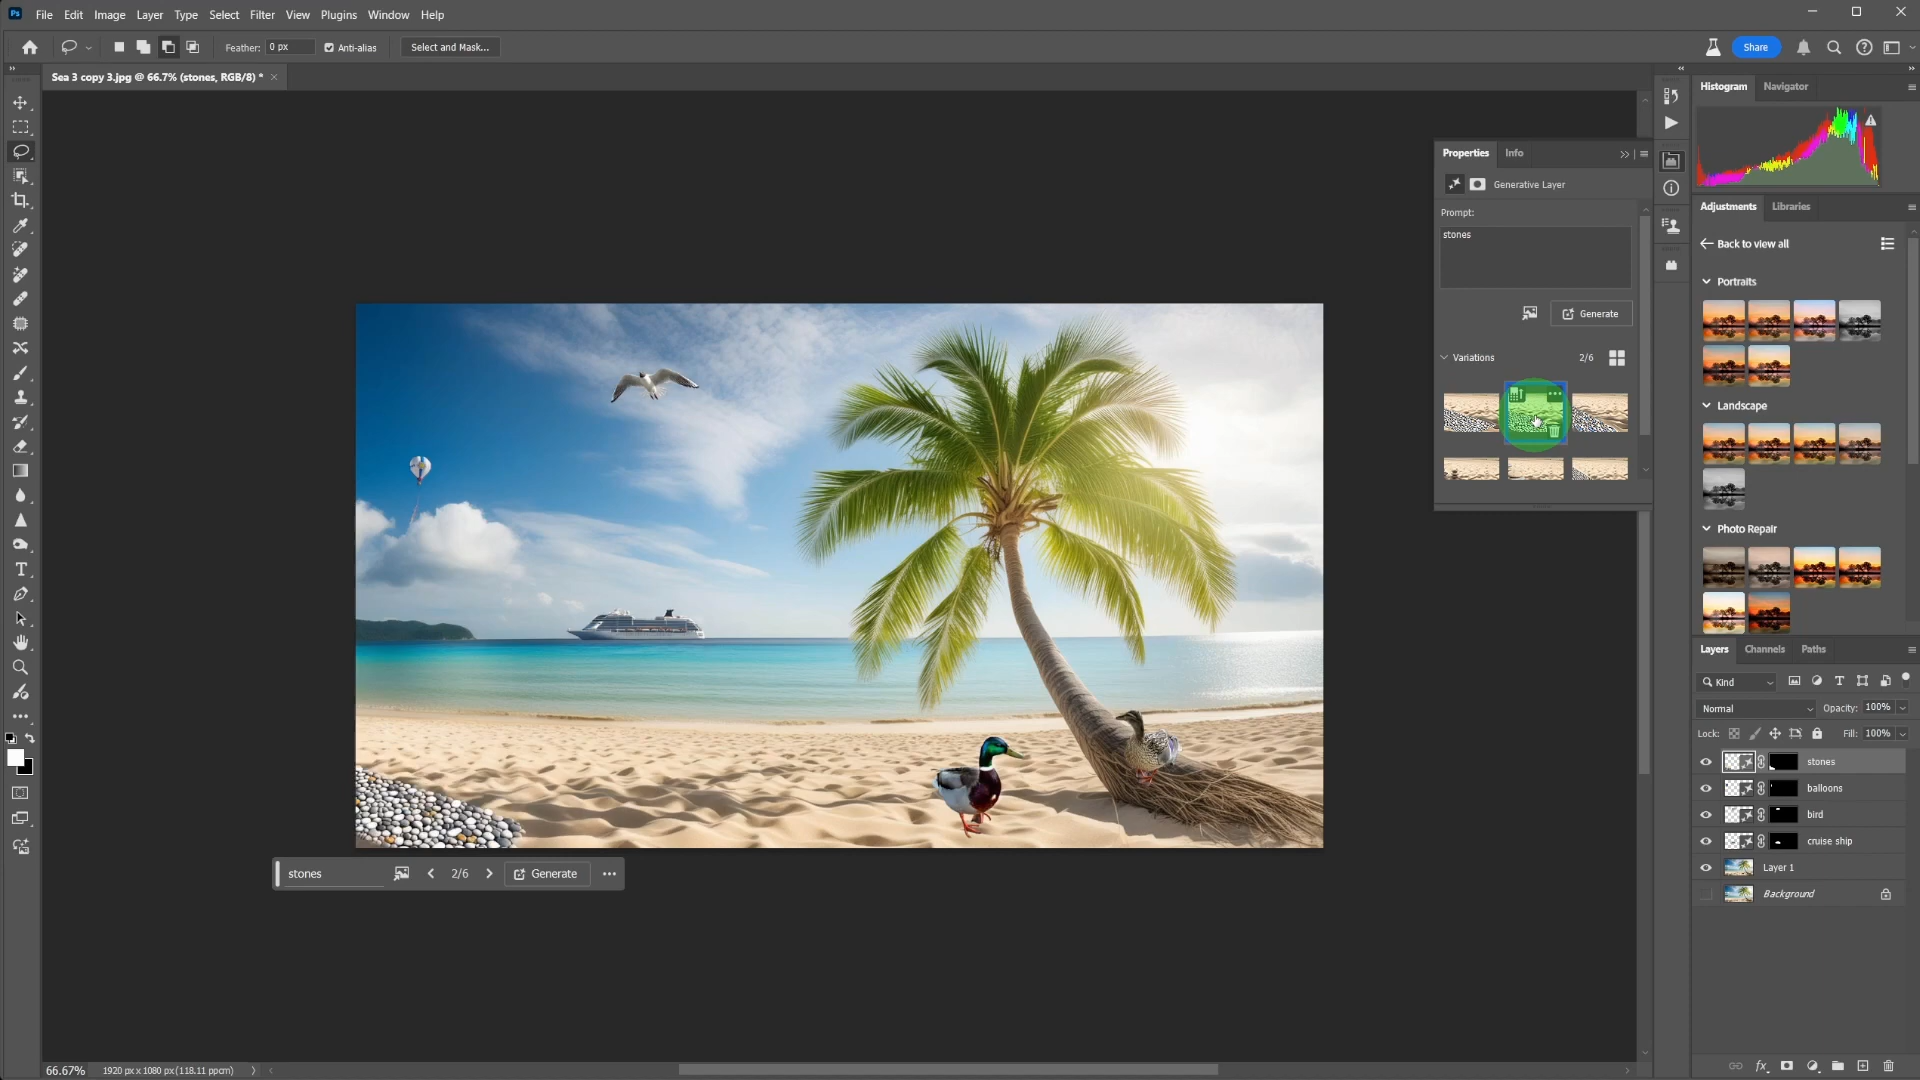 Ps File Edit Image Layer Type Select Filter View Plugins Window Help
Feather: 0 px Anti-alias Select and Mask... Share
Sea 3 copy 3.jpg @ 66.7% (stones, RGB/8) *
Histogram Navigator
Properties Info
Generative Layer
Prompt:
stones
Generate
Variations 2/6
Adjustments Libraries
Back to view all
Portraits
Landscape
Photo Repair
Layers Channels Paths
Kind
Normal Opacity: 100%
Lock: Fill: 100%
stones
balloons
bird
cruise ship
Layer 1
Background
stones 2/6 Generate
66.67% 1920 px x 1080 px (118.11 ppcm)